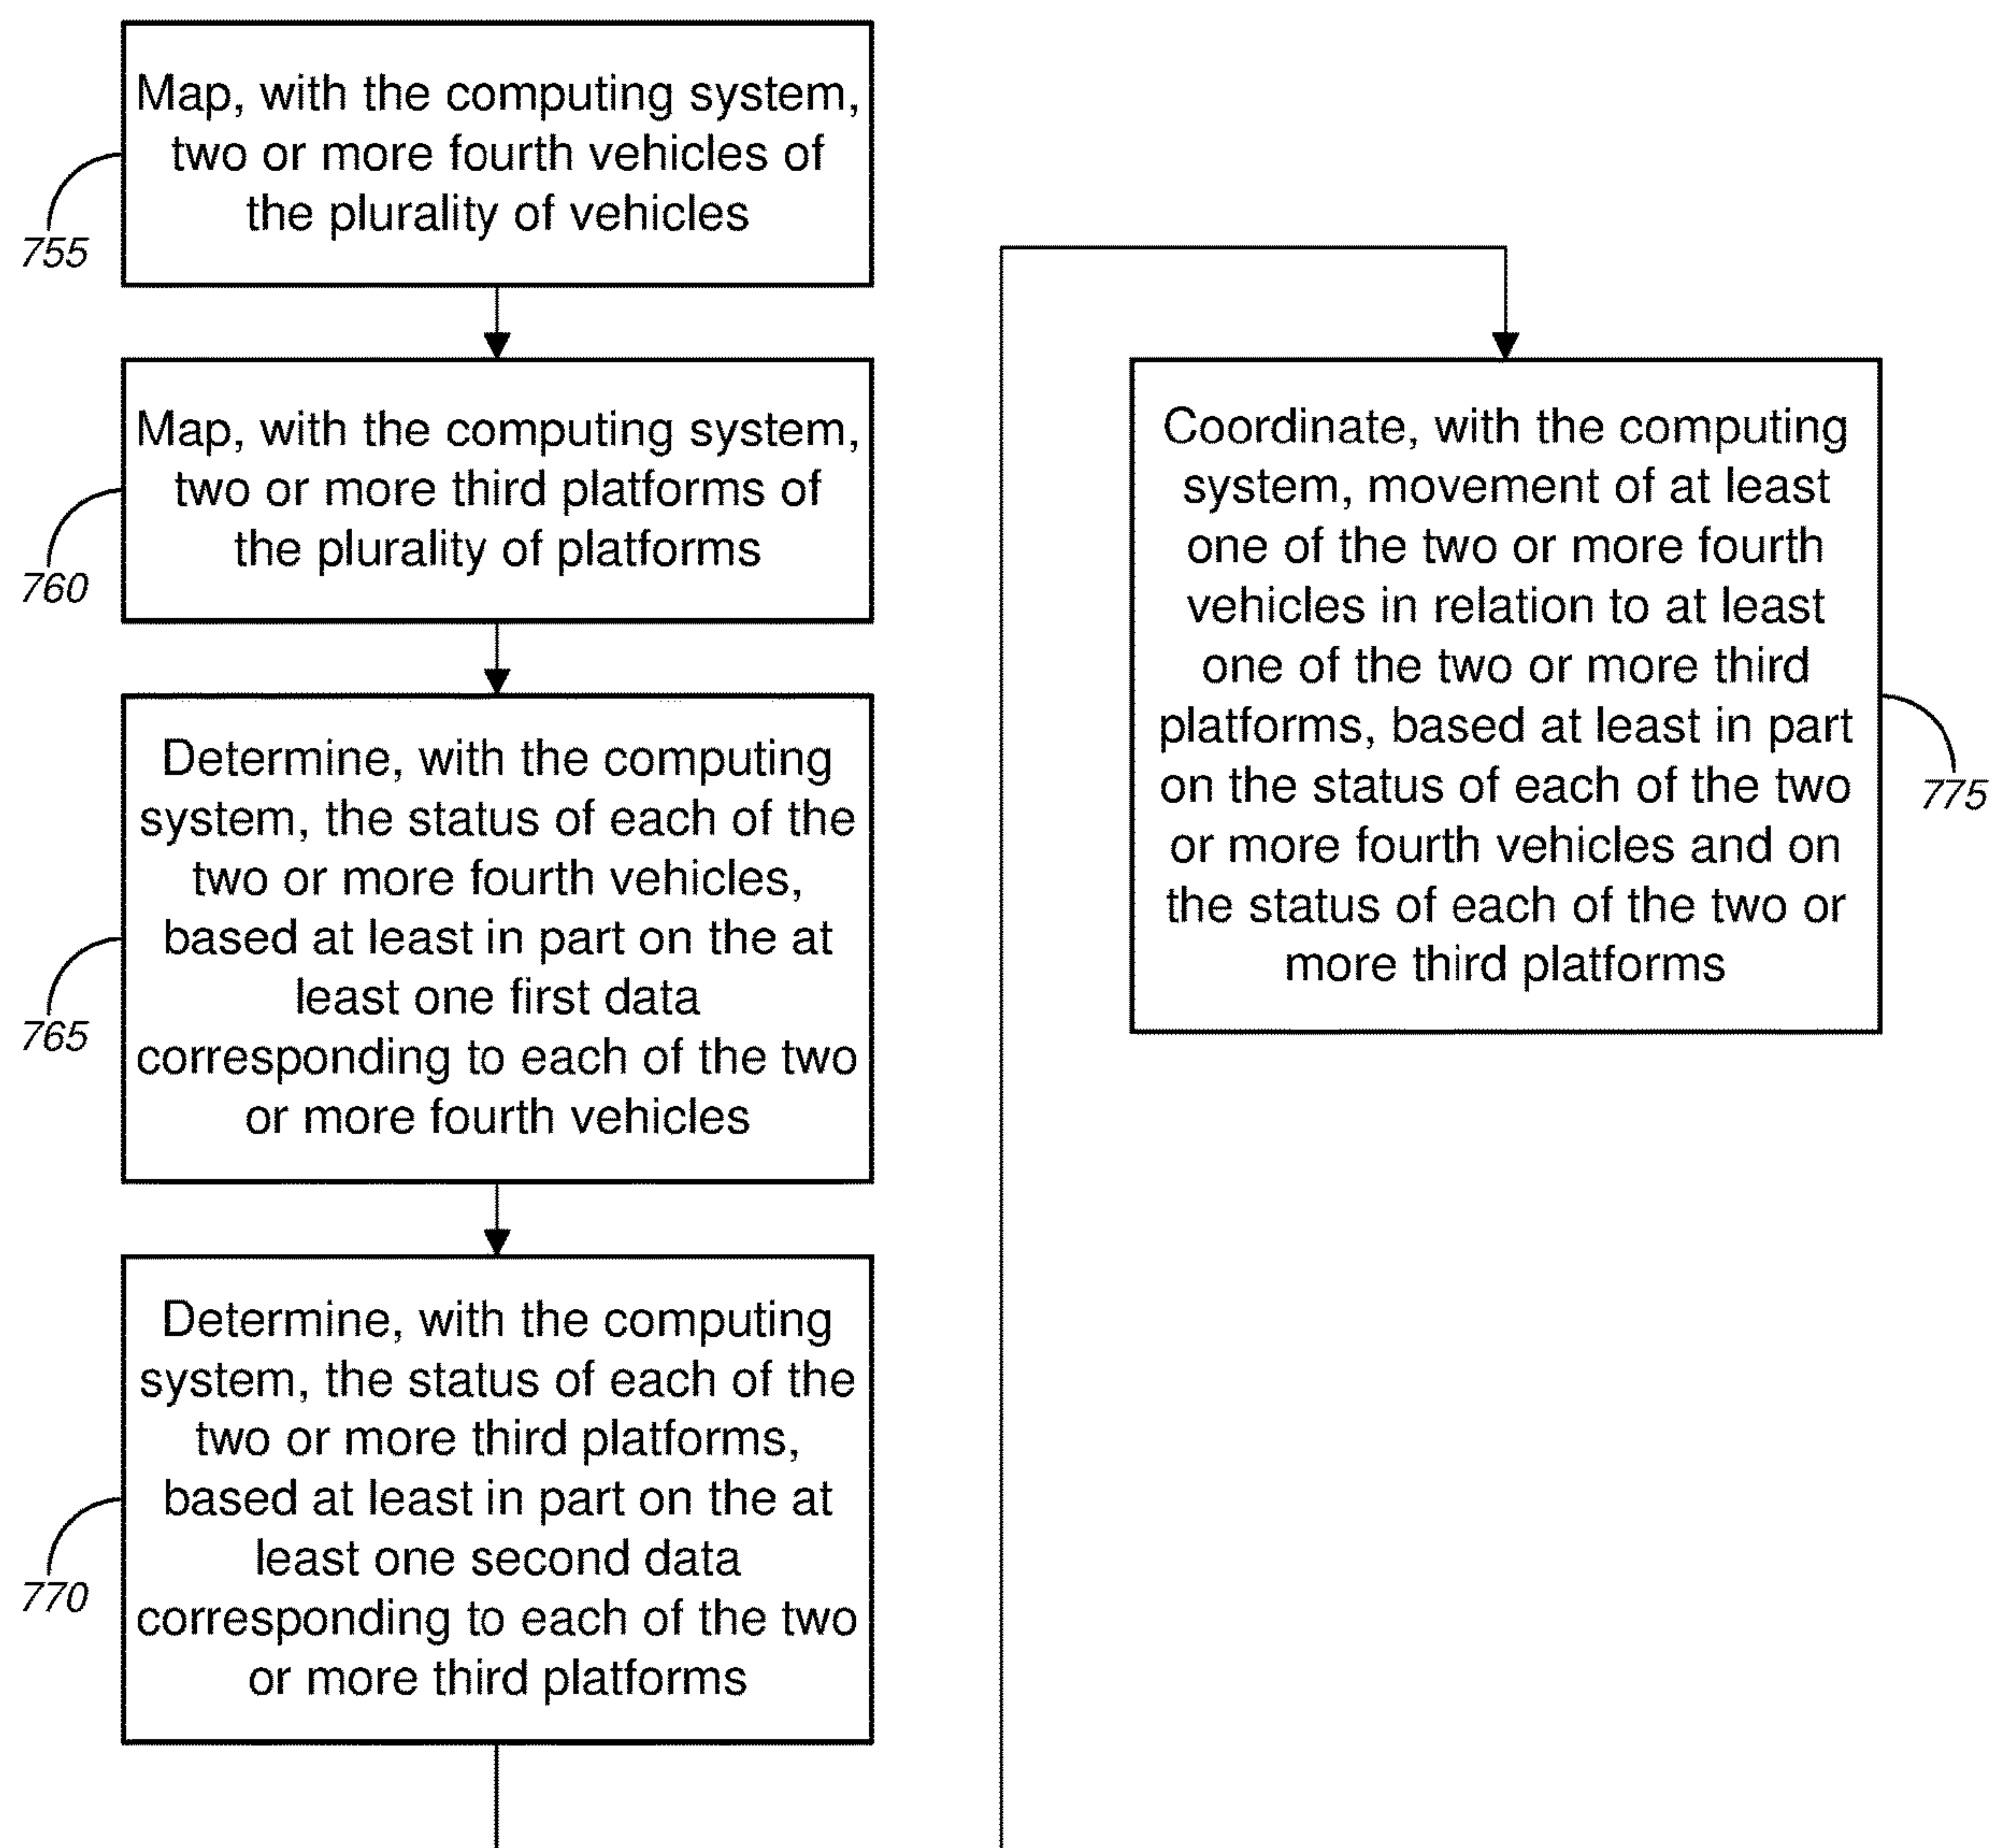 Map, with the computing system,
two or more fourth vehicles of
the plurality of vehicles
755
Map, with the computing system,
two or more third platforms of
the plurality of platforms
760
Determine, with the computing
system, the status of each of the
two or more fourth vehicles,
based at least in part on the at
least one first data
corresponding to each of the two
or more fourth vehicles
765
Determine, with the computing
system, the status of each of the
two or more third platforms,
based at least in part on the at
least one second data
corresponding to each of the two
or more third platforms
770
Coordinate, with the computing
system, movement of at least
one of the two or more fourth
vehicles in relation to at least
one of the two or more third
platforms, based at least in part
on the status of each of the two
or more fourth vehicles and on
the status of each of the two or
more third platforms
775